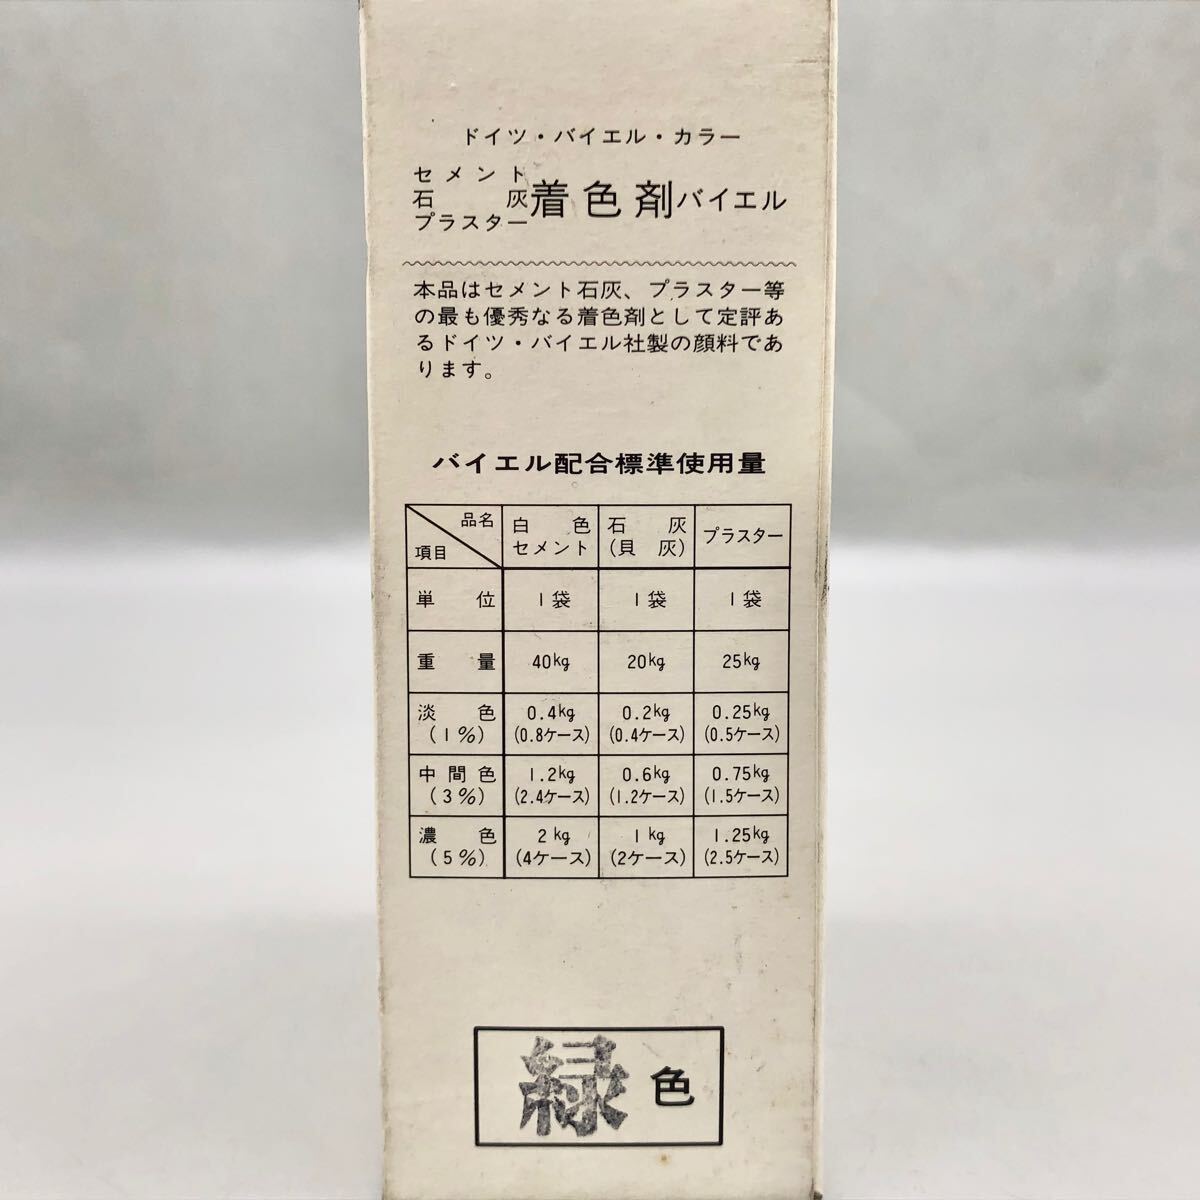 ドイツ・バイエル・カラー
セメント
石灰
プラスター
着色剤バイエル
本品はセメント石灰、プラスター等
の最も優秀なる着色剤として定評あ
るドイツ・バイエル社製の顔料であ
ります。
バイエル配合標準使用量
品名 項目 白色セメント 石灰(貝灰) プラスター
単位 1袋 1袋 1袋
重量 40kg 20kg 25kg
淡色(1%) 0.4kg(0.8ケース) 0.2kg(0.4ケース) 0.25kg(0.5ケース)
中間色(3%) 1.2kg(2.4ケース) 0.6kg(1.2ケース) 0.75kg(1.5ケース)
濃色(5%) 2kg(4ケース) 1kg(2ケース) 1.25kg(2.5ケース)
緑色